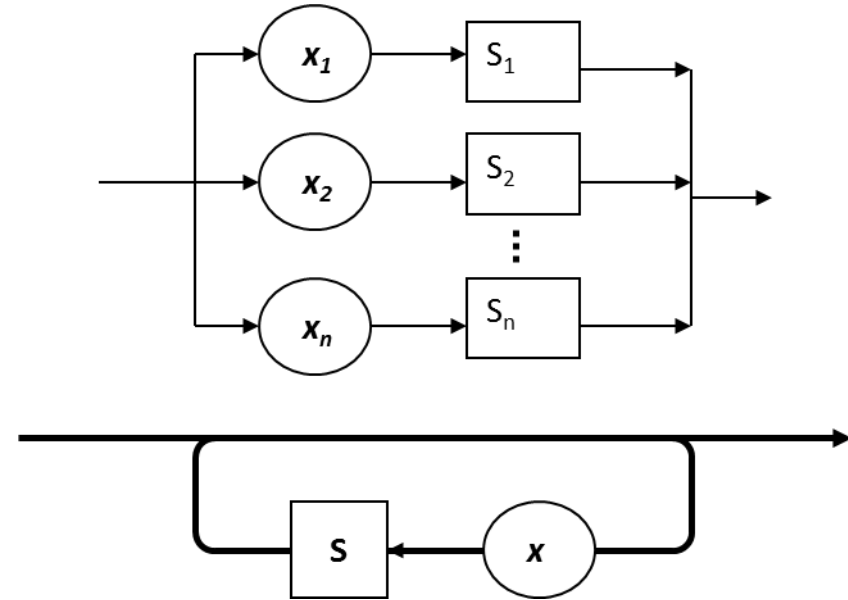 x₁ S₁
x₂ S₂
⋮
xₙ Sₙ
S x